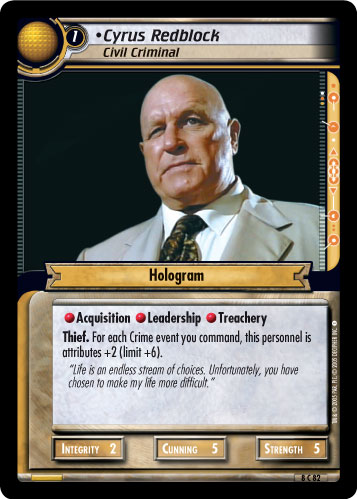 1
•Cyrus Redblock
Civil Criminal
Hologram
Acquisition Leadership Treachery
Thief. For each Crime event you command, this personnel is
attributes +2 (limit +6).
"Life is an endless stream of choices. Unfortunately, you have
chosen to make my life more difficult."
INTEGRITY 2 CUNNING 5 STRENGTH 5
8 C 82